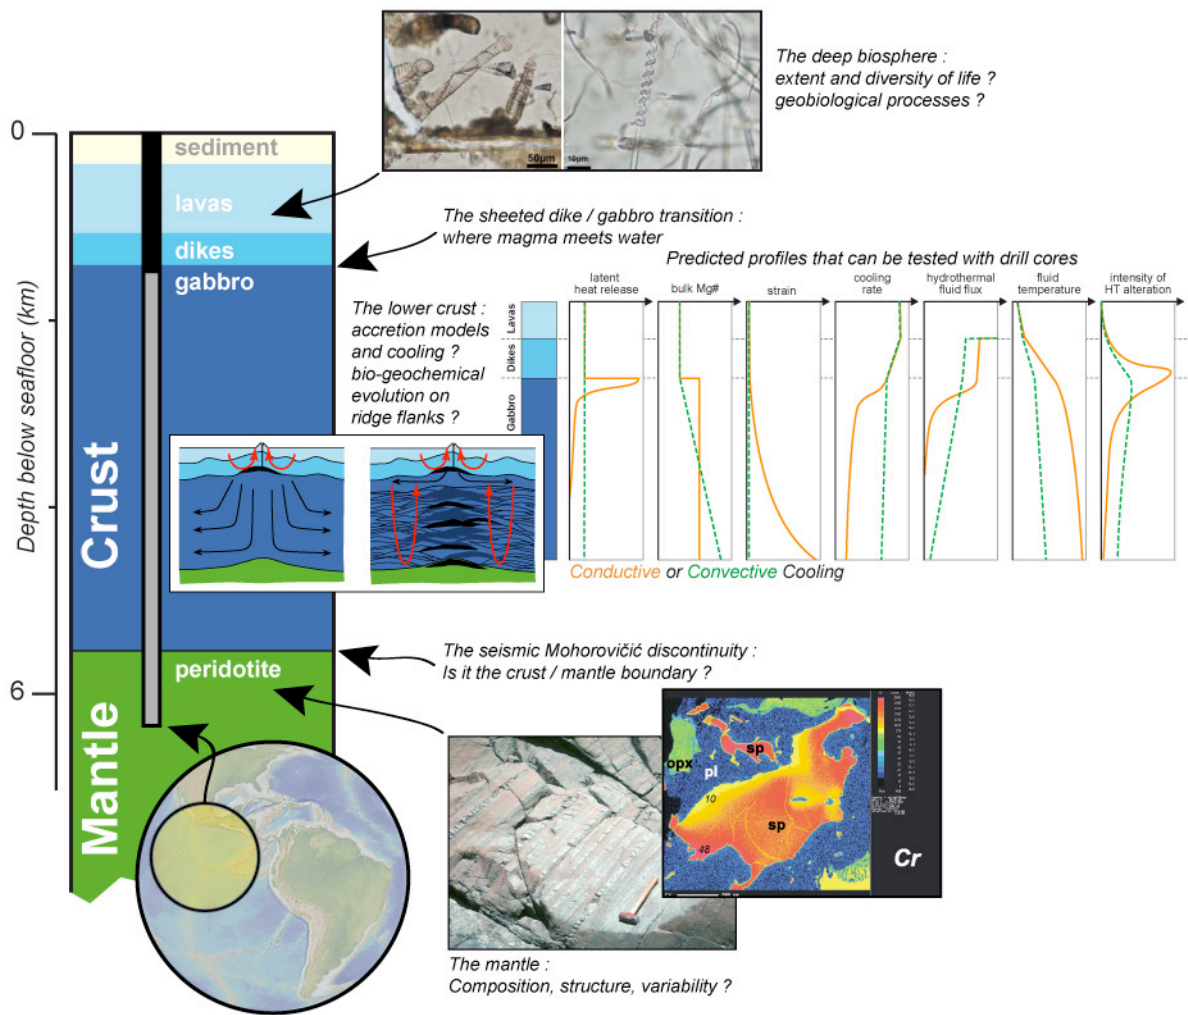 The deep biosphere :
extent and diversity of life ?
geobiological processes ?
50µm
10µm
0
sediment
lavas
dikes
gabbro
The sheeted dike / gabbro transition :
where magma meets water
Predicted profiles that can be tested with drill cores
latent
heat release
bulk Mg#
strain
cooling
rate
hydrothermal
fluid flux
fluid
temperature
intensity of
HT alteration
Lavas
Dikes
Gabbro
The lower crust :
accretion models
and cooling ?
bio-geochemical
evolution on
ridge flanks ?
Depth below seafloor (km)
Crust
Conductive or Convective Cooling
The seismic Mohorovičić discontinuity :
Is it the crust / mantle boundary ?
peridotite
6
Mantle
sp
opx
pl
10
sp
48
Cr
The mantle :
Composition, structure, variability ?